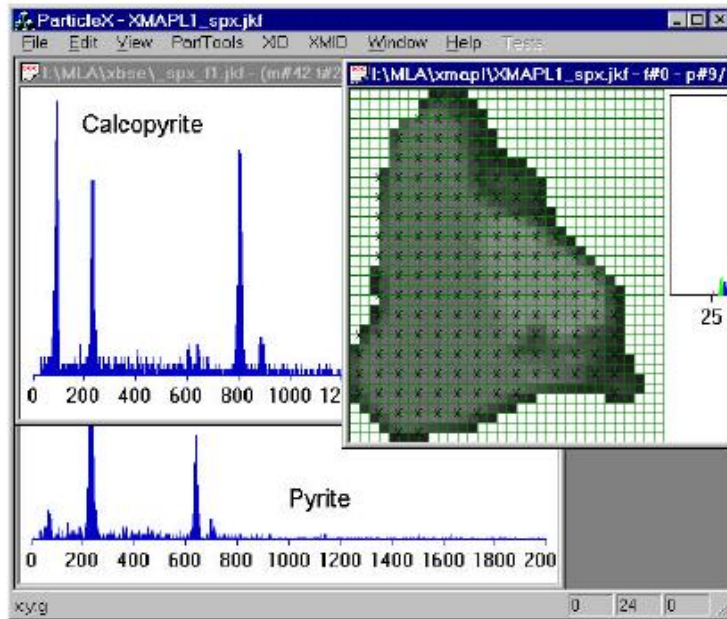 ParticleX - XMAPL1_spx.jkf
File Edit View PartTools XID XMID Window Help Tests
I:\MLA\xbse\_spx_f1.jkf - (m#42 f#2
I:\MLA\xmapl\XMAPL1_spx.jkf - f#0 - p#9/
Calcopyrite
25
0 200 400 600 800 1000 12
Pyrite
0 200 400 600 800 1000 1200 1400 1600 1800 200
x:y:g
0 24 0